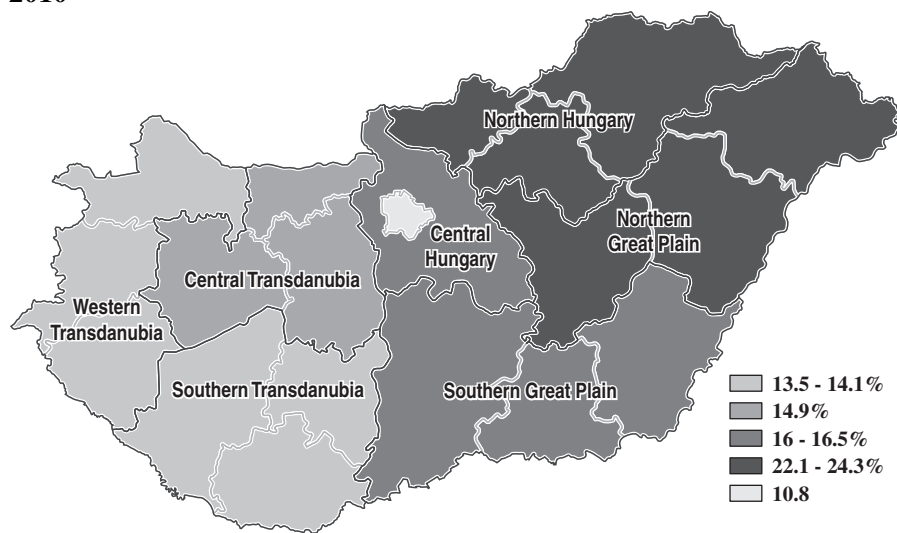 2010
Northern Hungary
Northern
Great Plain
Central
Hungary
Central Transdanubia
Western
Transdanubia
Southern Transdanubia
Southern Great Plain
13.5 - 14.1%
14.9%
16 - 16.5%
22.1 - 24.3%
10.8